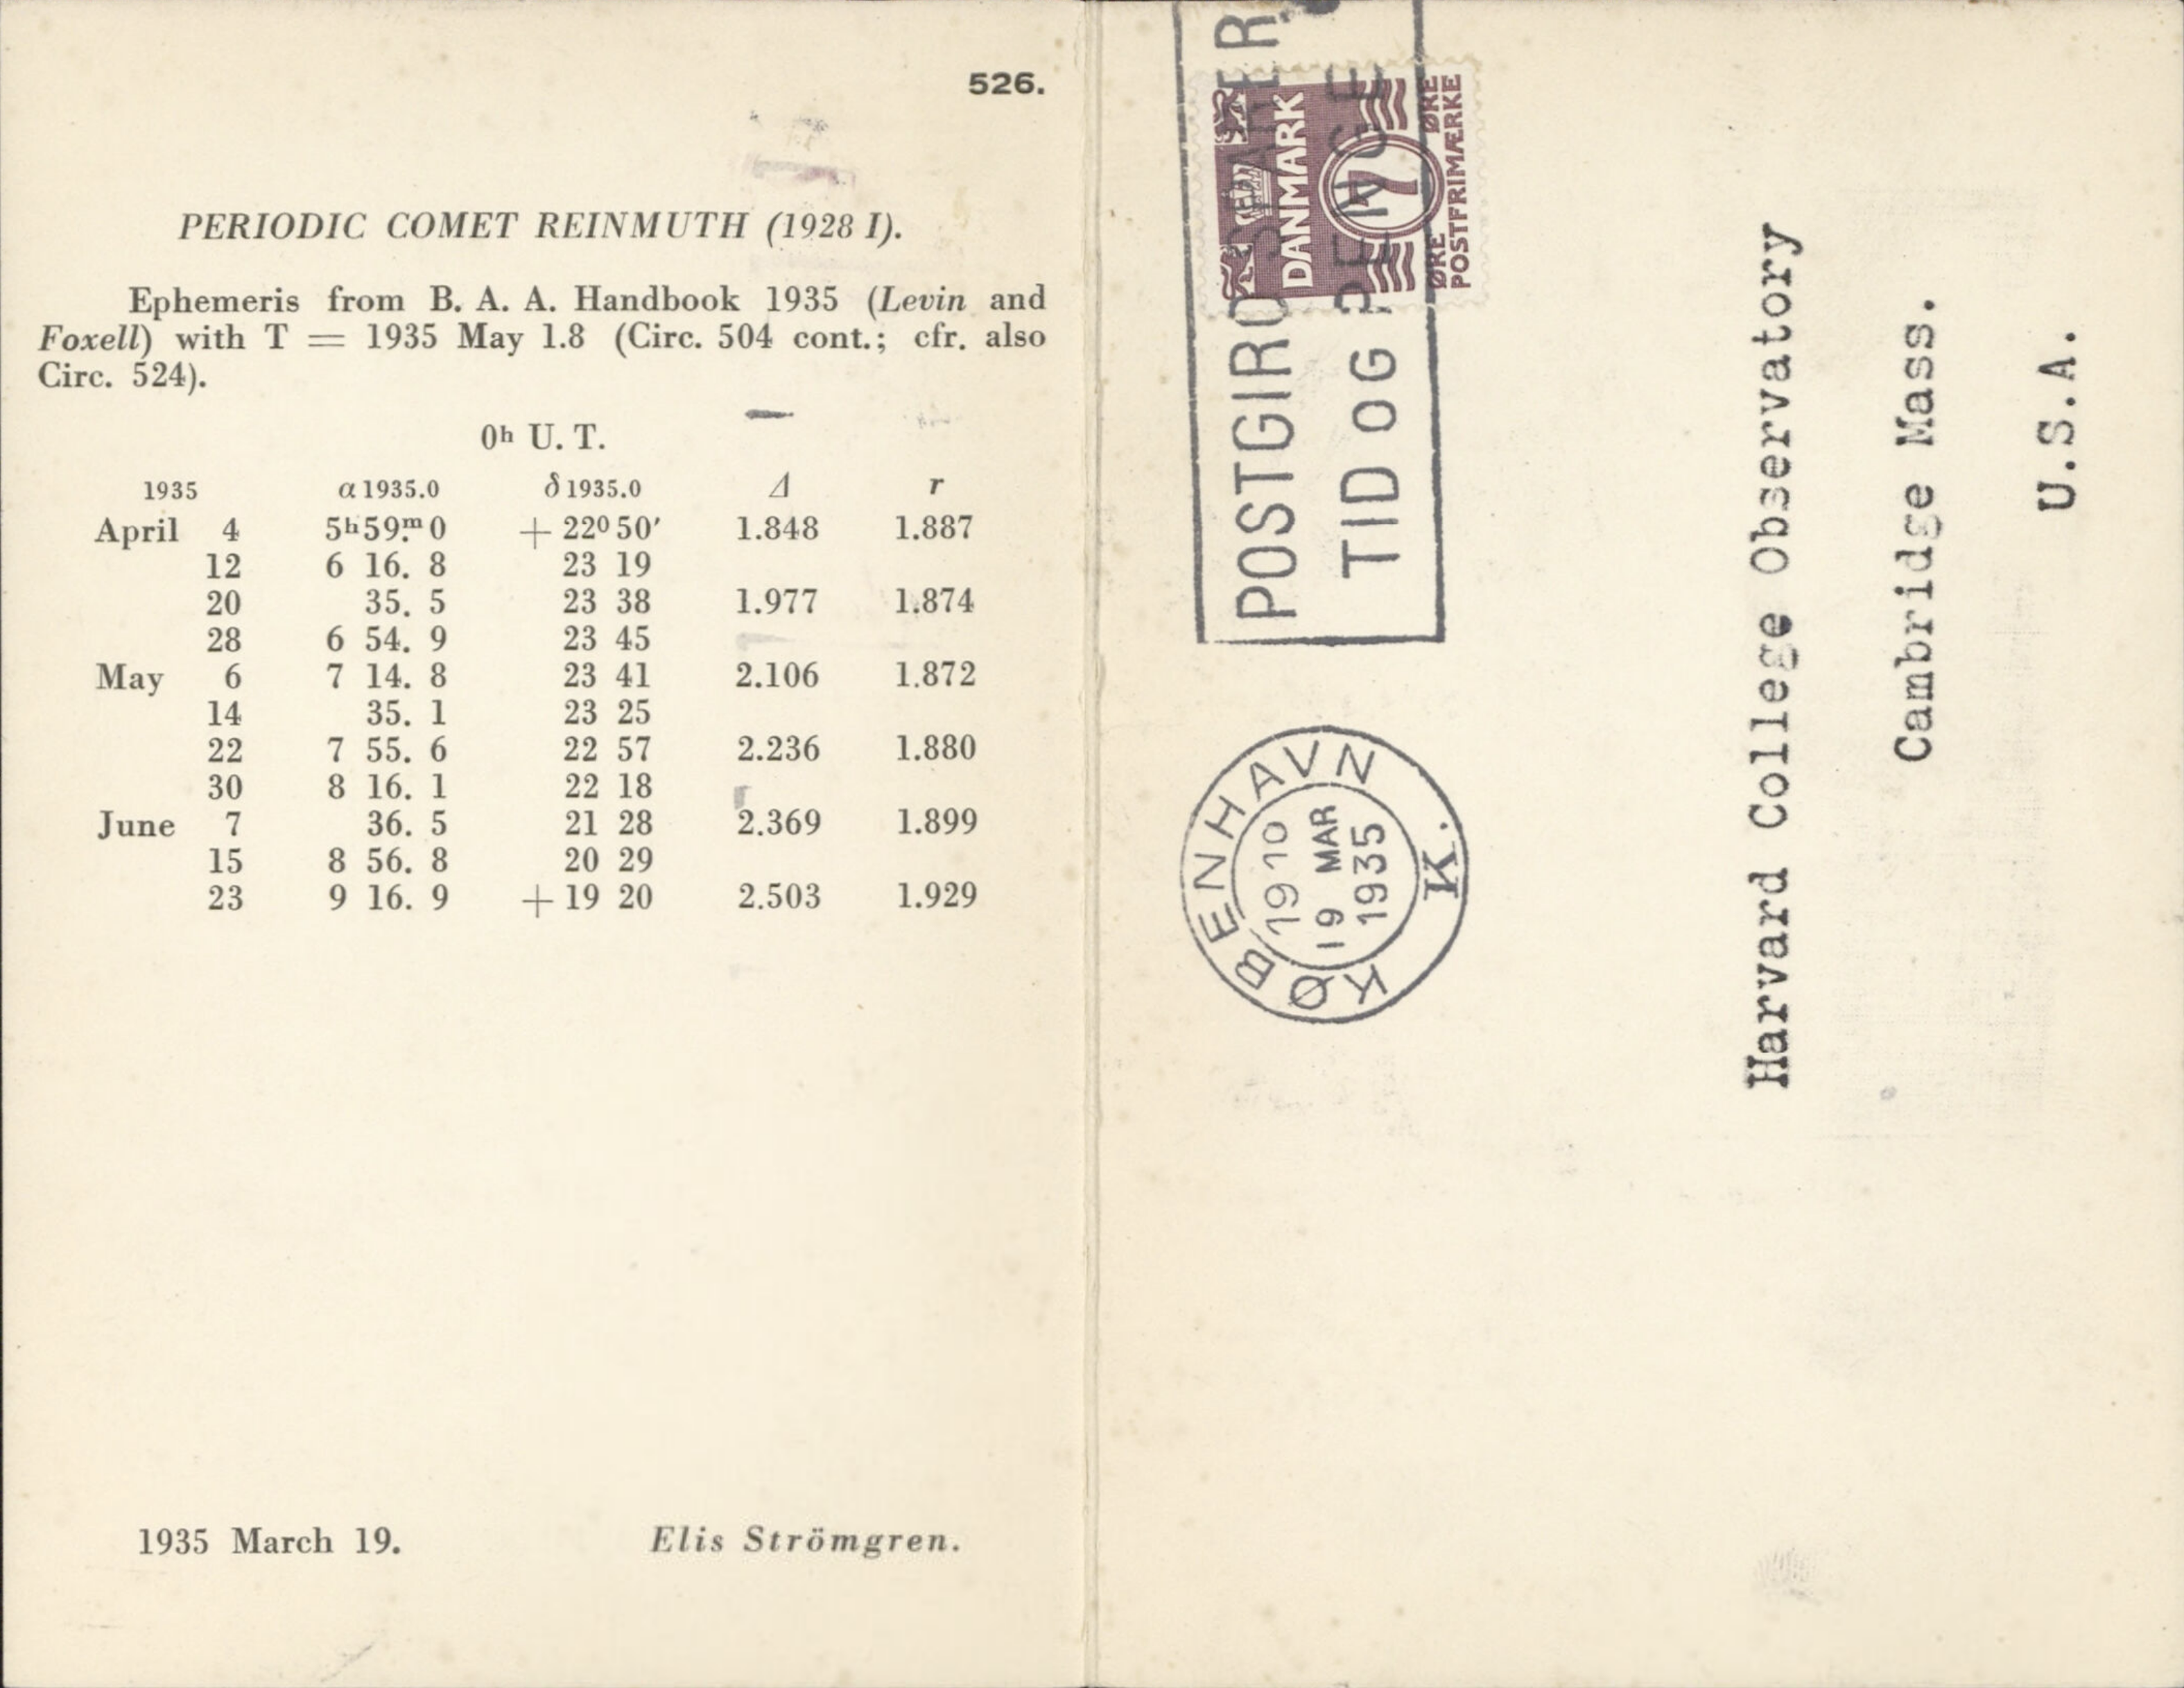 526.
PERIODIC COMET REINMUTH (1928 I).
Ephemeris from B. A. A. Handbook 1935 (Levin and
Foxell) with T = 1935 May 1.8 (Circ. 504 cont.; cfr. also
Circ. 524).
0ʰ U. T.
1935 α 1935.0 δ 1935.0 Δ r
April 4 5ʰ59.ᵐ0 + 22⁰ 50′ 1.848 1.887
12 6 16. 8 23 19
20 35. 5 23 38 1.977 1.874
28 6 54. 9 23 45
May 6 7 14. 8 23 41 2.106 1.872
14 35. 1 23 25
22 7 55. 6 22 57 2.236 1.880
30 8 16. 1 22 18
June 7 36. 5 21 28 2.369 1.899
15 8 56. 8 20 29
23 9 16. 9 + 19 20 2.503 1.929
1935 March 19. Elis Strömgren.
POSTGIRO SPARER
TID OG PENGE
DANMARK
7
ØRE ØRE
POSTFRIMÆRKE
KØBENHAVN
19 10
19 MAR
1935
K.
Harvard College Observatory
Cambridge Mass.
U.S.A.